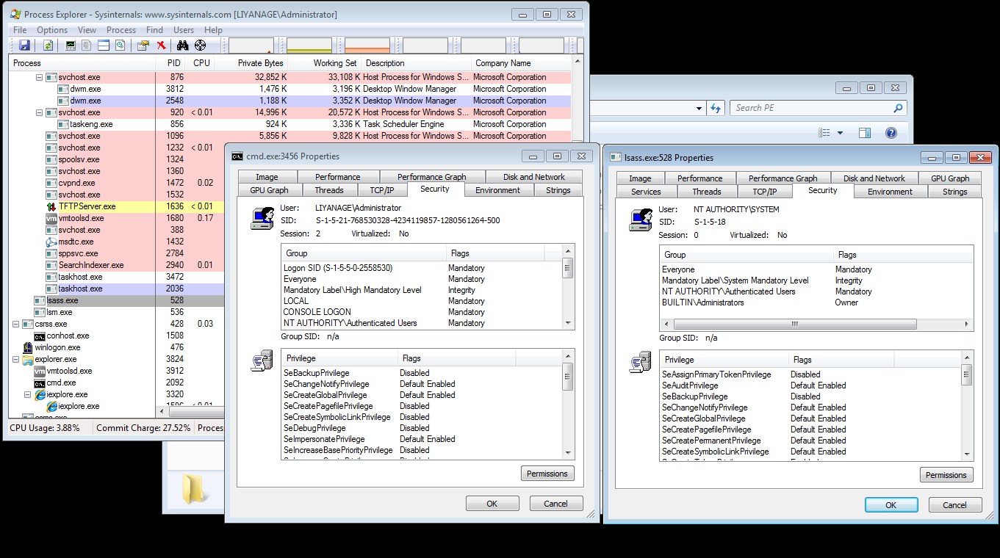 Process Explorer - Sysinternals: www.sysinternals.com [LIYANAGE\Administrator]
File Options View Process Find Users Help
Process PID CPU Private Bytes Working Set Description Company Name
svchost.exe 876 32,852 K 33,108 K Host Process for Windows S... Microsoft Corporation
dwm.exe 3812 1,476 K 3,196 K Desktop Window Manager Microsoft Corporation
dwm.exe 2548 1,188 K 3,352 K Desktop Window Manager Microsoft Corporation
svchost.exe 920 < 0.01 14,996 K 20,572 K Host Process for Windows S... Microsoft Corporation
taskeng.exe 856 924 K 3,336 K Task Scheduler Engine Microsoft Corporation
svchost.exe 1096 5,856 K 9,828 K Host Process for Windows S... Microsoft Corporation
svchost.exe 1232 < 0.01
spoolsv.exe 1324
svchost.exe 1360
cvpnd.exe 1472 0.02
svchost.exe 1532
TFTPServer.exe 1636 < 0.01
vmtoolsd.exe 1680 0.17
svchost.exe 388
msdtc.exe 1432
sppsvc.exe 2784
SearchIndexer.exe 2940 0.01
taskhost.exe 3472
taskhost.exe 2036
lsass.exe 528
lsm.exe 536
csrss.exe 428 0.03
conhost.exe 1508
winlogon.exe 476
explorer.exe 3824
vmtoolsd.exe 3912
cmd.exe 2092
iexplore.exe 3320
iexplore.exe 1596 < 0.01
CPU Usage: 3.88% Commit Charge: 27.52% Process
Search PE
cmd.exe:3456 Properties
Image Performance Performance Graph Disk and Network
GPU Graph Threads TCP/IP Security Environment Strings
User: LIYANAGE\Administrator
SID: S-1-5-21-768530328-4234119857-1280561264-500
Session: 2 Virtualized: No
Group Flags
Logon SID (S-1-5-5-0-2558530) Mandatory
Everyone Mandatory
Mandatory Label\High Mandatory Level Integrity
LOCAL Mandatory
CONSOLE LOGON Mandatory
NT AUTHORITY\Authenticated Users Mandatory
Group SID: n/a
Privilege Flags
SeBackupPrivilege Disabled
SeChangeNotifyPrivilege Default Enabled
SeCreateGlobalPrivilege Default Enabled
SeCreatePagefilePrivilege Disabled
SeCreateSymbolicLinkPrivilege Disabled
SeDebugPrivilege Disabled
SeImpersonatePrivilege Default Enabled
SeIncreaseBasePriorityPrivilege Disabled
Permissions
OK Cancel
lsass.exe:528 Properties
Image Performance Performance Graph Disk and Network GPU Graph
Services Threads TCP/IP Security Environment Strings
User: NT AUTHORITY\SYSTEM
SID: S-1-5-18
Session: 0 Virtualized: No
Group Flags
Everyone Mandatory
Mandatory Label\System Mandatory Level Integrity
NT AUTHORITY\Authenticated Users Mandatory
BUILTIN\Administrators Owner
Group SID: n/a
Privilege Flags
SeAssignPrimaryTokenPrivilege Disabled
SeAuditPrivilege Default Enabled
SeBackupPrivilege Disabled
SeChangeNotifyPrivilege Default Enabled
SeCreateGlobalPrivilege Default Enabled
SeCreatePagefilePrivilege Default Enabled
SeCreatePermanentPrivilege Default Enabled
SeCreateSymbolicLinkPrivilege Default Enabled
Permissions
OK Cancel